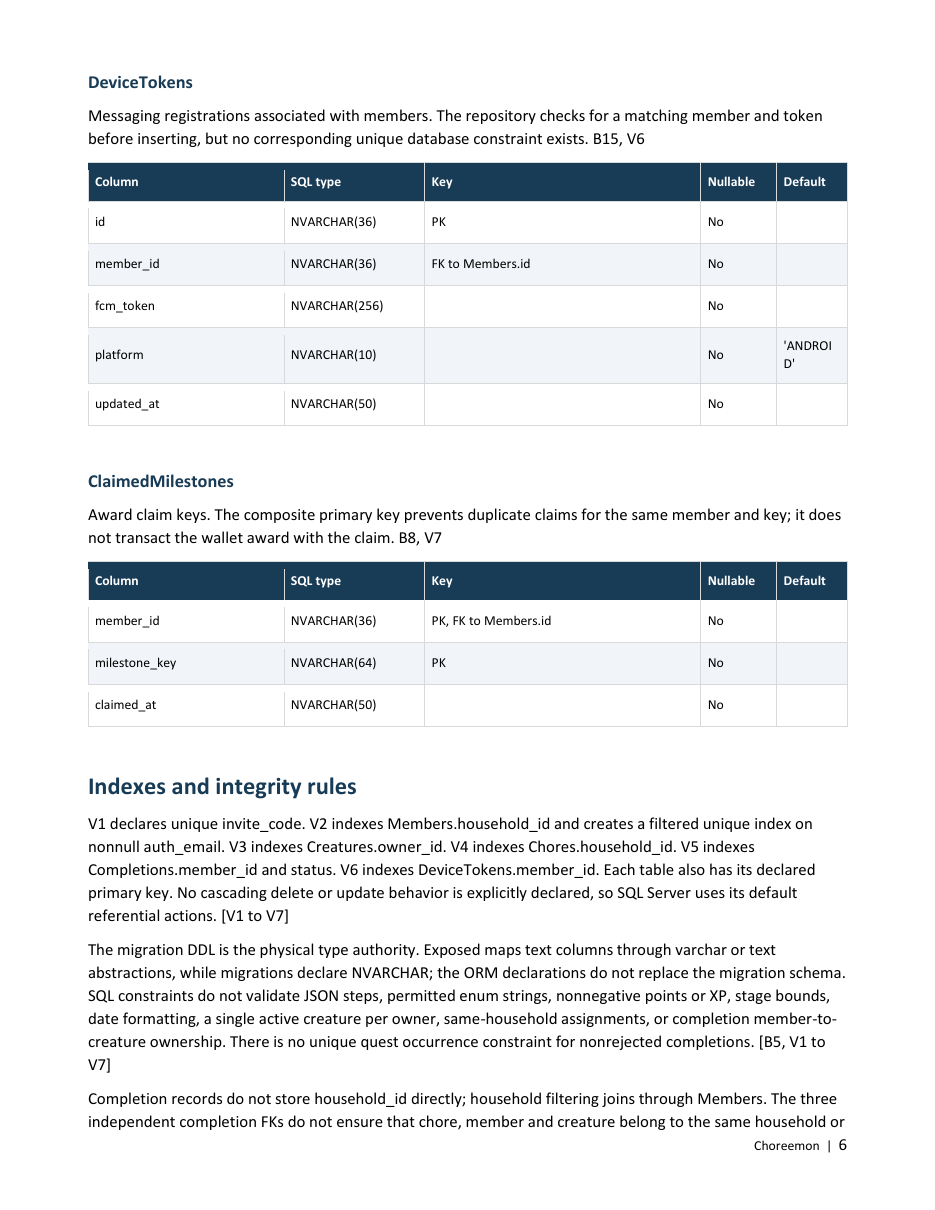 DeviceTokens
Messaging registrations associated with members. The repository checks for a matching member and token
before inserting, but no corresponding unique database constraint exists. B15, V6
Column SQL type Key Nullable Default
id NVARCHAR(36) PK No
member_id NVARCHAR(36) FK to Members.id No
fcm_token NVARCHAR(256) No
platform NVARCHAR(10) No 'ANDROI
D'
updated_at NVARCHAR(50) No
ClaimedMilestones
Award claim keys. The composite primary key prevents duplicate claims for the same member and key; it does
not transact the wallet award with the claim. B8, V7
Column SQL type Key Nullable Default
member_id NVARCHAR(36) PK, FK to Members.id No
milestone_key NVARCHAR(64) PK No
claimed_at NVARCHAR(50) No
Indexes and integrity rules
V1 declares unique invite_code. V2 indexes Members.household_id and creates a filtered unique index on
nonnull auth_email. V3 indexes Creatures.owner_id. V4 indexes Chores.household_id. V5 indexes
Completions.member_id and status. V6 indexes DeviceTokens.member_id. Each table also has its declared
primary key. No cascading delete or update behavior is explicitly declared, so SQL Server uses its default
referential actions. [V1 to V7]
The migration DDL is the physical type authority. Exposed maps text columns through varchar or text
abstractions, while migrations declare NVARCHAR; the ORM declarations do not replace the migration schema.
SQL constraints do not validate JSON steps, permitted enum strings, nonnegative points or XP, stage bounds,
date formatting, a single active creature per owner, same-household assignments, or completion member-to-
creature ownership. There is no unique quest occurrence constraint for nonrejected completions. [B5, V1 to
V7]
Completion records do not store household_id directly; household filtering joins through Members. The three
independent completion FKs do not ensure that chore, member and creature belong to the same household or
Choreemon | 6